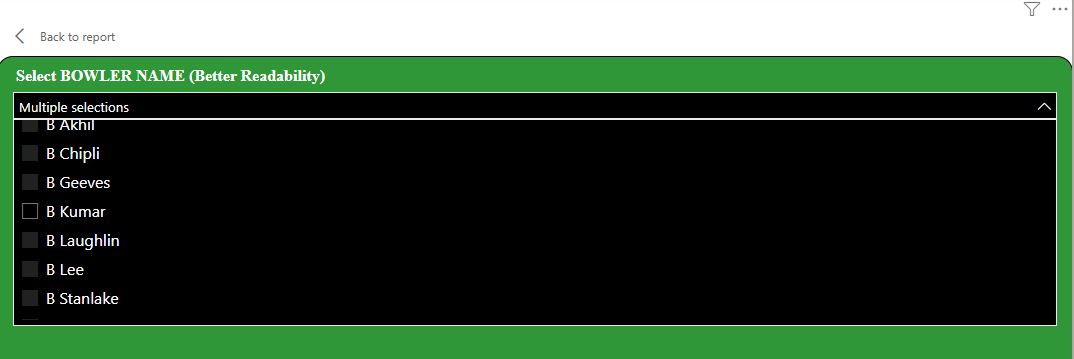 Back to report
Select BOWLER NAME (Better Readability)
Multiple selections
B Akhil
B Chipli
B Geeves
B Kumar
B Laughlin
B Lee
B Stanlake